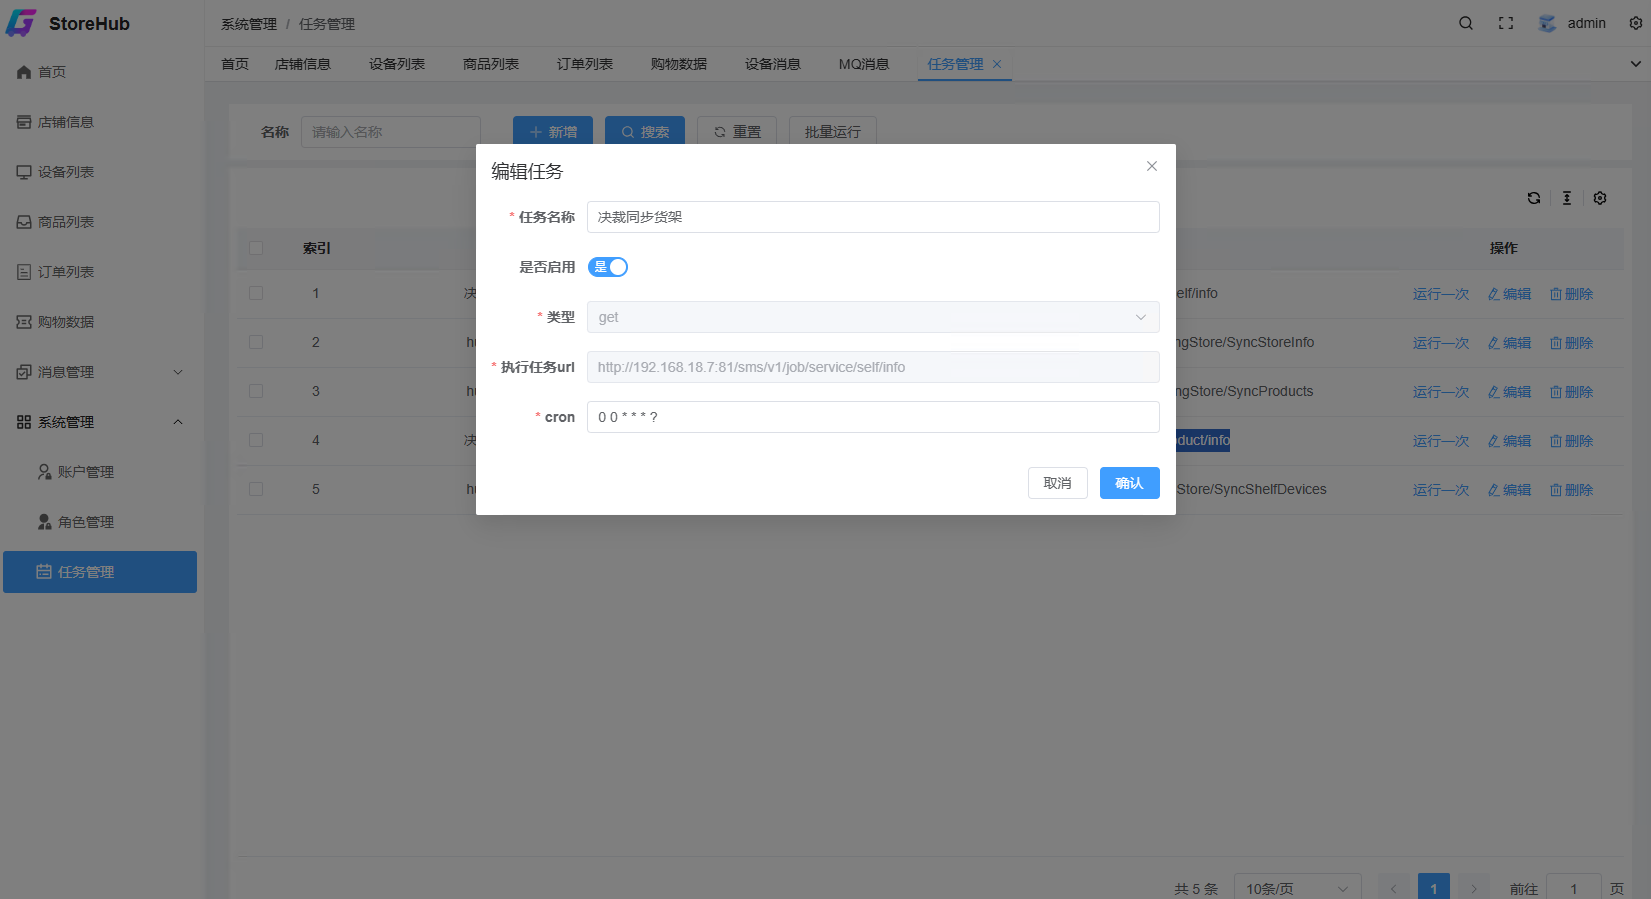 StoreHub
系统管理 / 任务管理
admin
首页
店铺信息
设备列表
商品列表
订单列表
购物数据
消息管理
系统管理
账户管理
角色管理
任务管理
首页 店铺信息 设备列表 商品列表 订单列表 购物数据 设备消息 MQ消息 任务管理
名称 请输入名称 新增 搜索 重置 批量运行
索引 操作
1 决 elf/info 运行一次 编辑 删除
2 ngStore/SyncStoreInfo 运行一次 编辑 删除
3 ngStore/SyncProducts 运行一次 编辑 删除
4 决 duct/info 运行一次 编辑 删除
5 Store/SyncShelfDevices 运行一次 编辑 删除
编辑任务
* 任务名称 决裁同步货架
是否启用 是
* 类型 get
* 执行任务url http://192.168.18.7:81/sms/v1/job/service/self/info
* cron 0 0 * * * ?
取消 确认
共 5 条 10条/页 1 前往 1 页